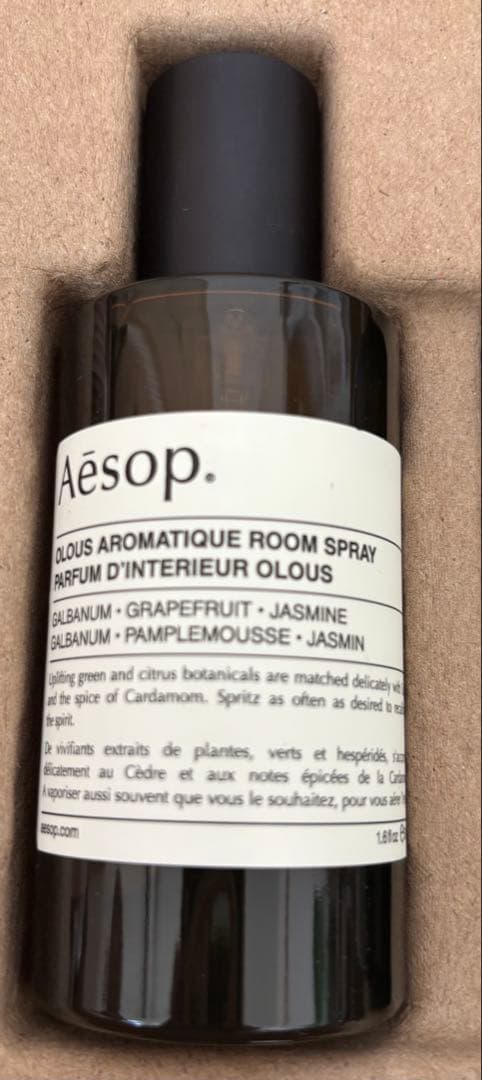 Aēsop.
OLOUS AROMATIQUE ROOM SPRAY
PARFUM D'INTERIEUR OLOUS
GALBANUM · GRAPEFRUIT · JASMINE
GALBANUM · PAMPLEMOUSSE · JASMIN
Uplifting green and citrus botanicals are matched delicately with
and the spice of Cardamom. Spritz as often as desired to
the spirit.
De vivifiants extraits de plantes, verts et hespéridés,
délicatement au Cèdre et aux notes épicées de la
A vaporiser aussi souvent que vous le souhaitez, pour vous
aesop.com
1.6 fl oz